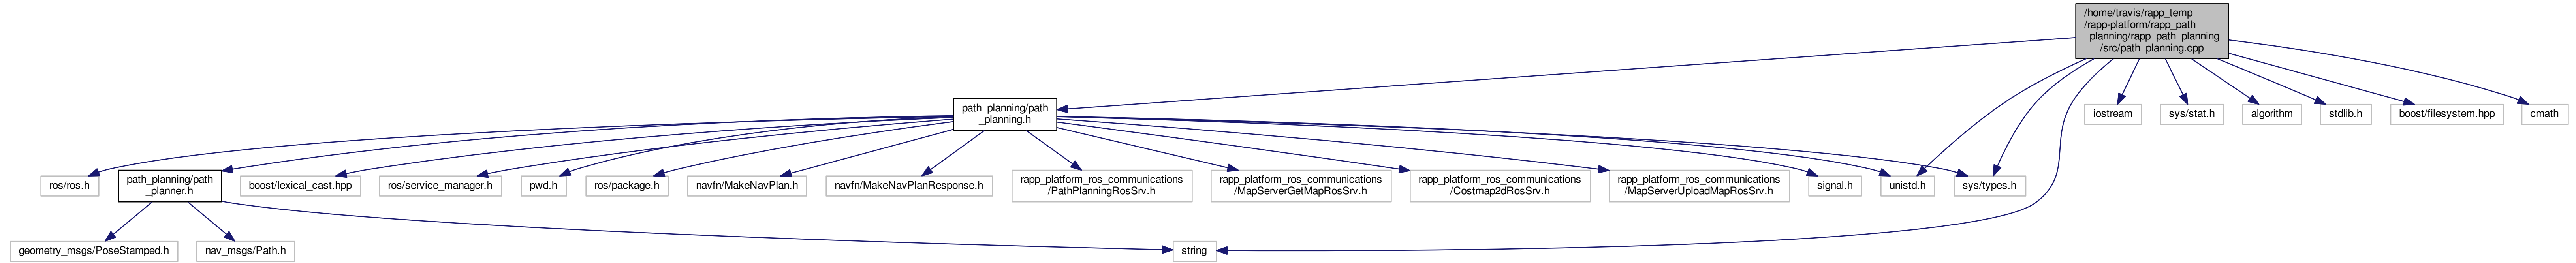 /home/travis/rapp_temp
/rapp-platform/rapp_path
_planning/rapp_path_planning
/src/path_planning.cpp
path_planning/path
_planning.h
iostream
sys/stat.h
algorithm
stdlib.h
boost/filesystem.hpp
cmath
ros/ros.h
path_planning/path
_planner.h
boost/lexical_cast.hpp
ros/service_manager.h
pwd.h
ros/package.h
navfn/MakeNavPlan.h
navfn/MakeNavPlanResponse.h
rapp_platform_ros_communications
/PathPlanningRosSrv.h
rapp_platform_ros_communications
/MapServerGetMapRosSrv.h
rapp_platform_ros_communications
/Costmap2dRosSrv.h
rapp_platform_ros_communications
/MapServerUploadMapRosSrv.h
signal.h
unistd.h
sys/types.h
geometry_msgs/PoseStamped.h
nav_msgs/Path.h
string